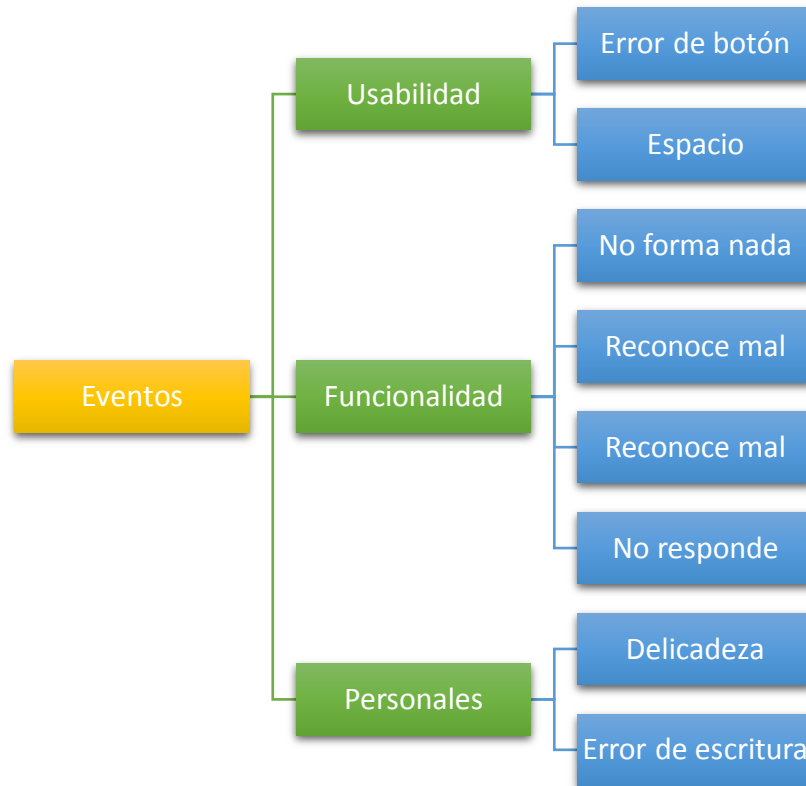 Eventos
Usabilidad
Error de botón
Espacio
Funcionalidad
No forma nada
Reconoce mal
Reconoce mal
No responde
Personales
Delicadeza
Error de escritura